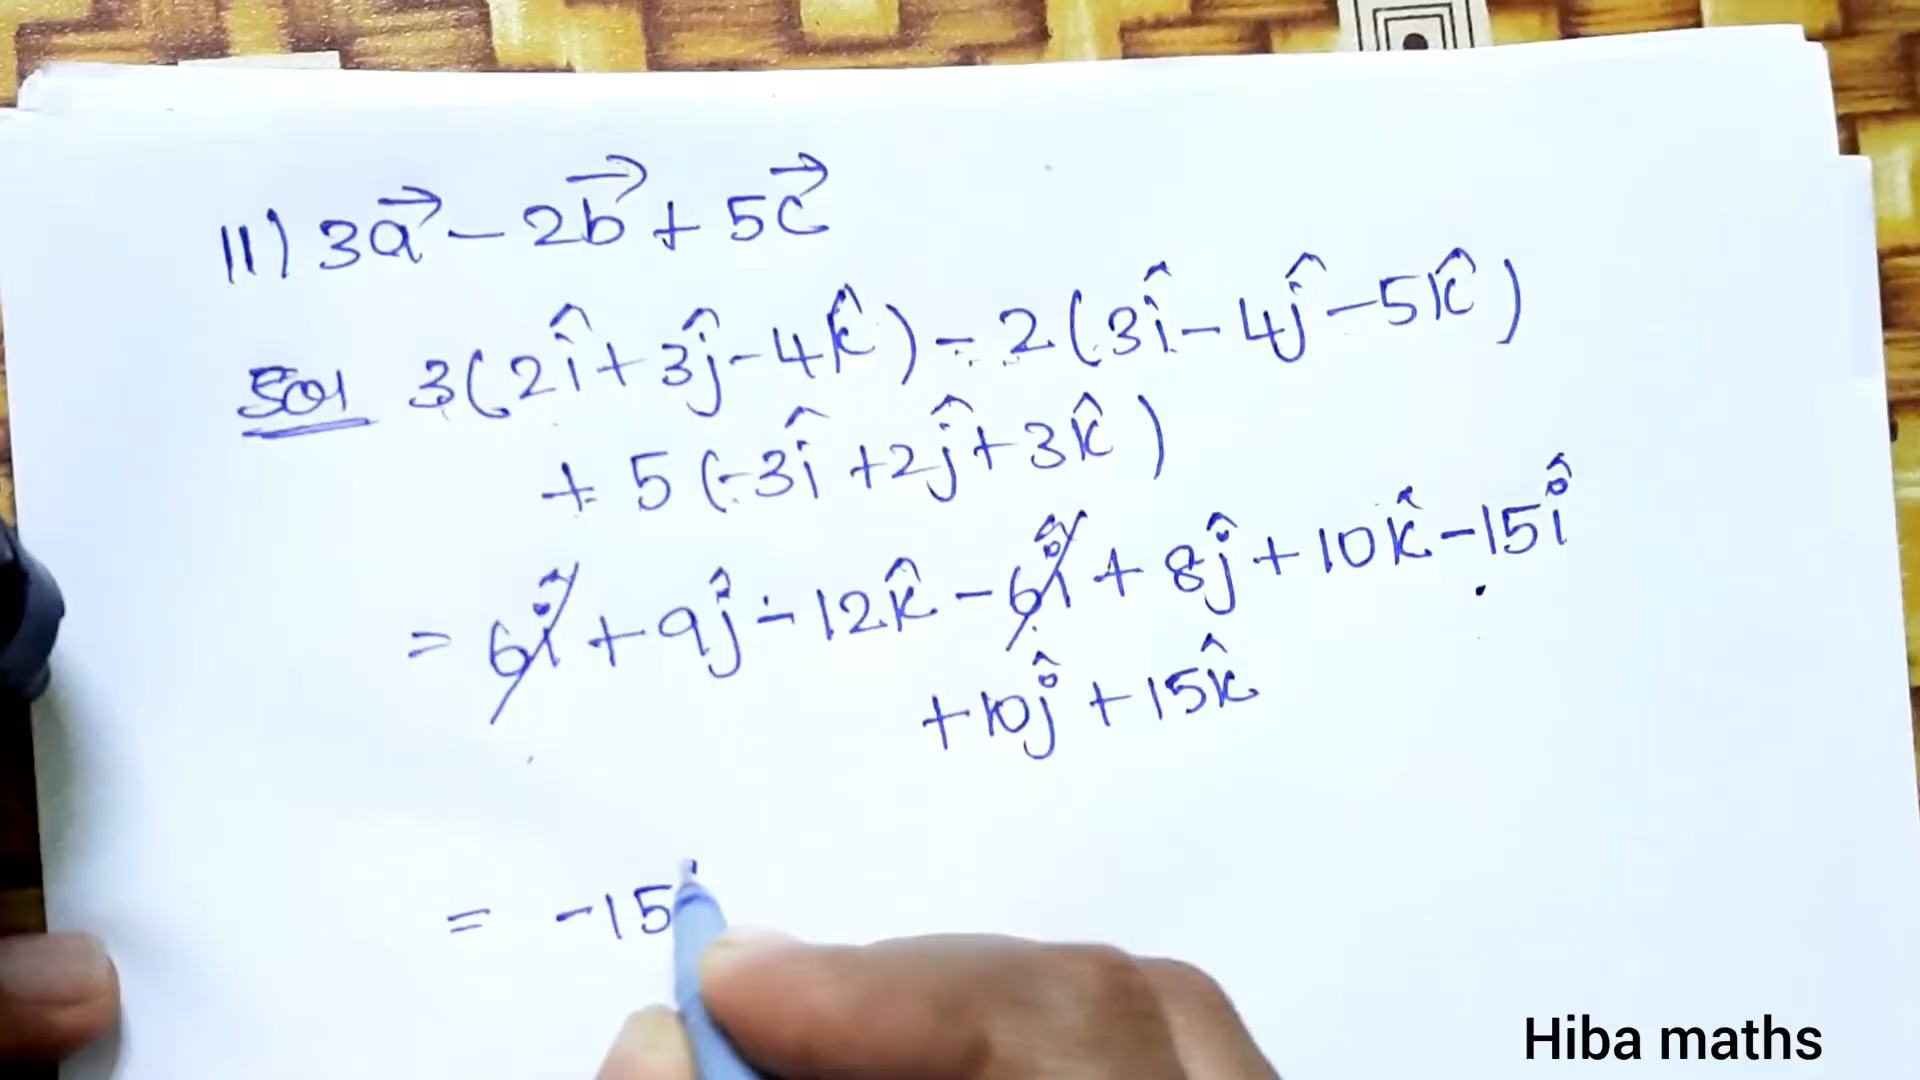 11) 3a⃗ - 2b⃗ + 5c⃗
Sol 3(2î + 3ĵ - 4k̂) - 2(3î - 4ĵ - 5k̂)
+ 5(-3î + 2ĵ + 3k̂)
= 6î + 9ĵ - 12k̂ - 6î + 8ĵ + 10k̂ - 15î
+ 10ĵ + 15k̂
= -15
Hiba maths